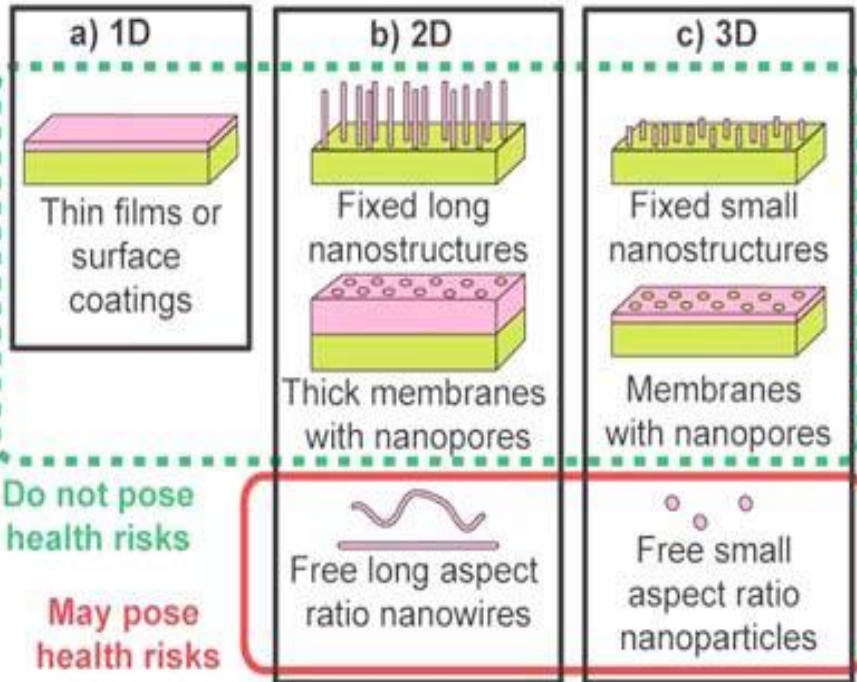 a) 1D
Thin films or
surface
coatings
b) 2D
Fixed long
nanostructures
Thick membranes
with nanopores
Free long aspect
ratio nanowires
c) 3D
Fixed small
nanostructures
Membranes
with nanopores
Free small
aspect ratio
nanoparticles
Do not pose
health risks
May pose
health risks